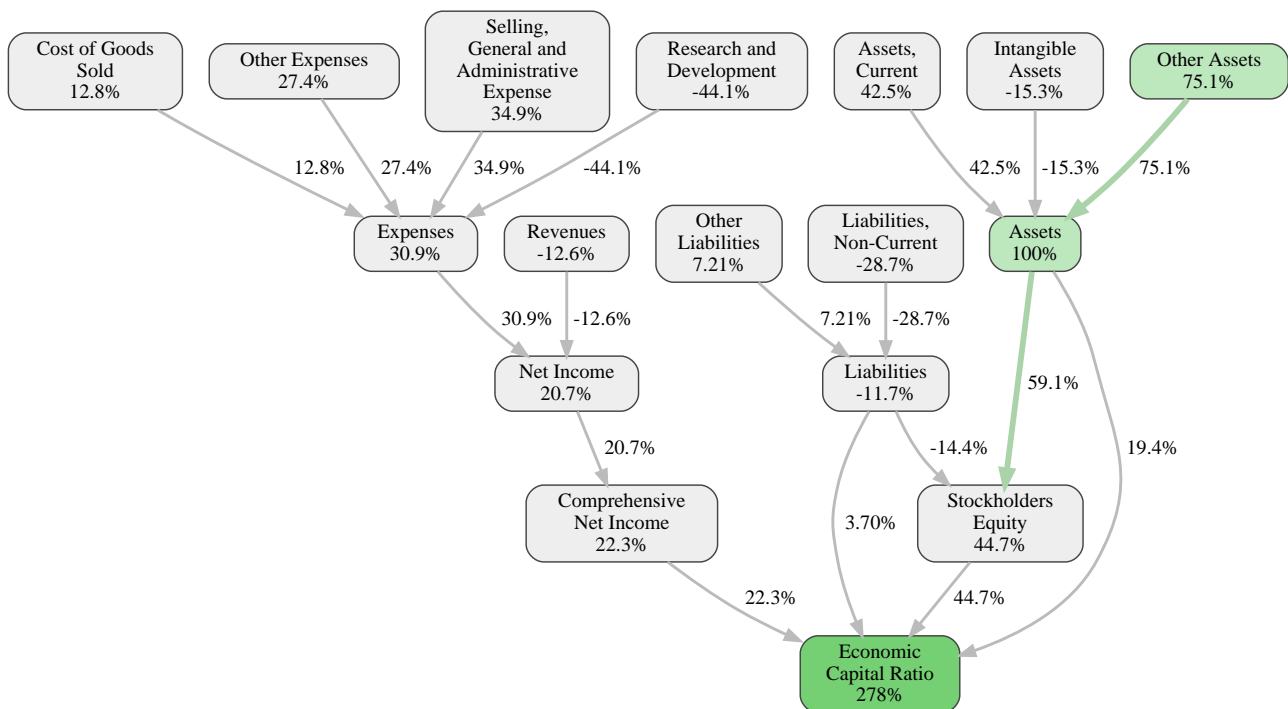 Cost of Goods
Sold
12.8%
Other Expenses
27.4%
Selling,
General and
Administrative
Expense
34.9%
Research and
Development
-44.1%
Assets,
Current
42.5%
Intangible
Assets
-15.3%
Other Assets
75.1%
12.8%
27.4%
34.9%
-44.1%
42.5%
-15.3%
75.1%
Expenses
30.9%
Revenues
-12.6%
Other
Liabilities
7.21%
Liabilities,
Non-Current
-28.7%
Assets
100%
30.9%
-12.6%
7.21%
-28.7%
Net Income
20.7%
Liabilities
-11.7%
59.1%
20.7%
-14.4%
19.4%
Comprehensive
Net Income
22.3%
3.70%
Stockholders
Equity
44.7%
22.3%
44.7%
Economic
Capital Ratio
278%